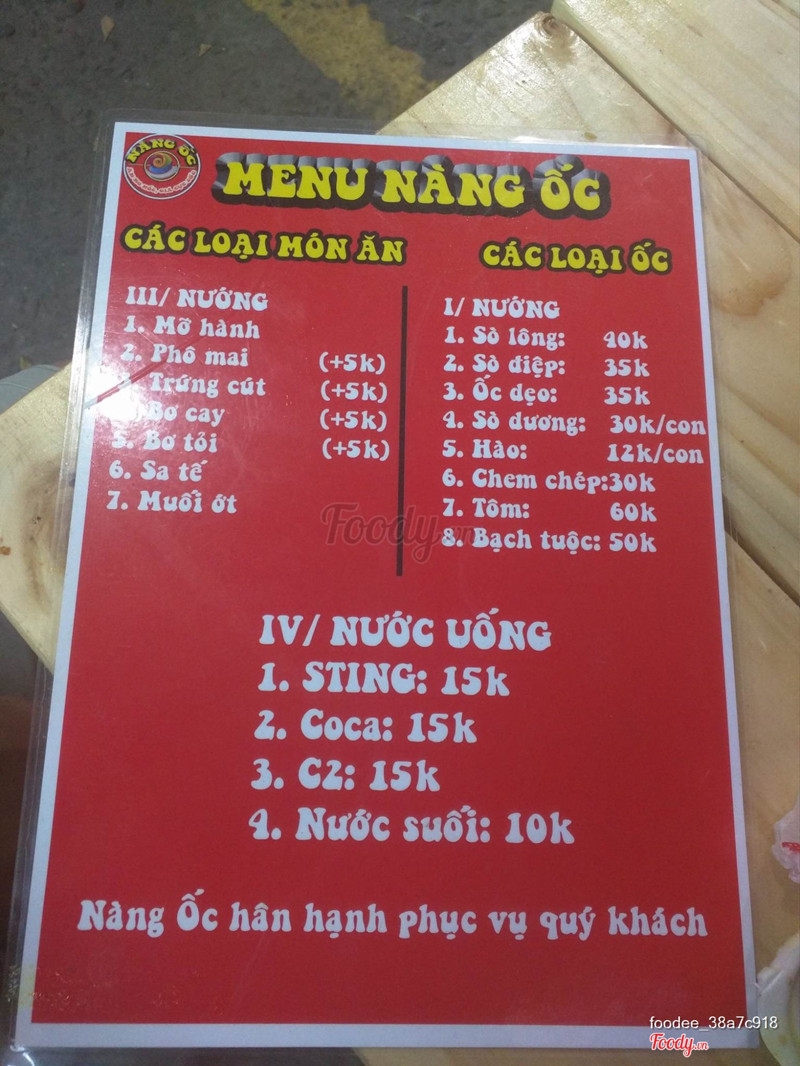 NÀNG ỐC
MENU NÀNG ỐC
CÁC LOẠI MÓN ĂN
III/ NƯỚNG
1. Mỡ hành
2. Phô mai (+5k)
Trứng cút (+5k)
Bơ cay (+5k)
5. Bơ tỏi (+5k)
6. Sa tế
7. Muối ớt
CÁC LOẠI ỐC
I/ NƯỚNG
1. Sò lông: 40k
2. Sò điệp: 35k
3. Ốc dẹo: 35k
4. Sò dương: 30k/con
5. Hào: 12k/con
6. Chem chép:30k
7. Tôm: 60k
8. Bạch tuộc: 50k
Foody.vn
IV/ NƯỚC UỐNG
1. STING: 15k
2. Coca: 15k
3. C2: 15k
4. Nước suối: 10k
Nàng Ốc hân hạnh phục vụ quý khách
foodee_38a7c918
Foody.vn